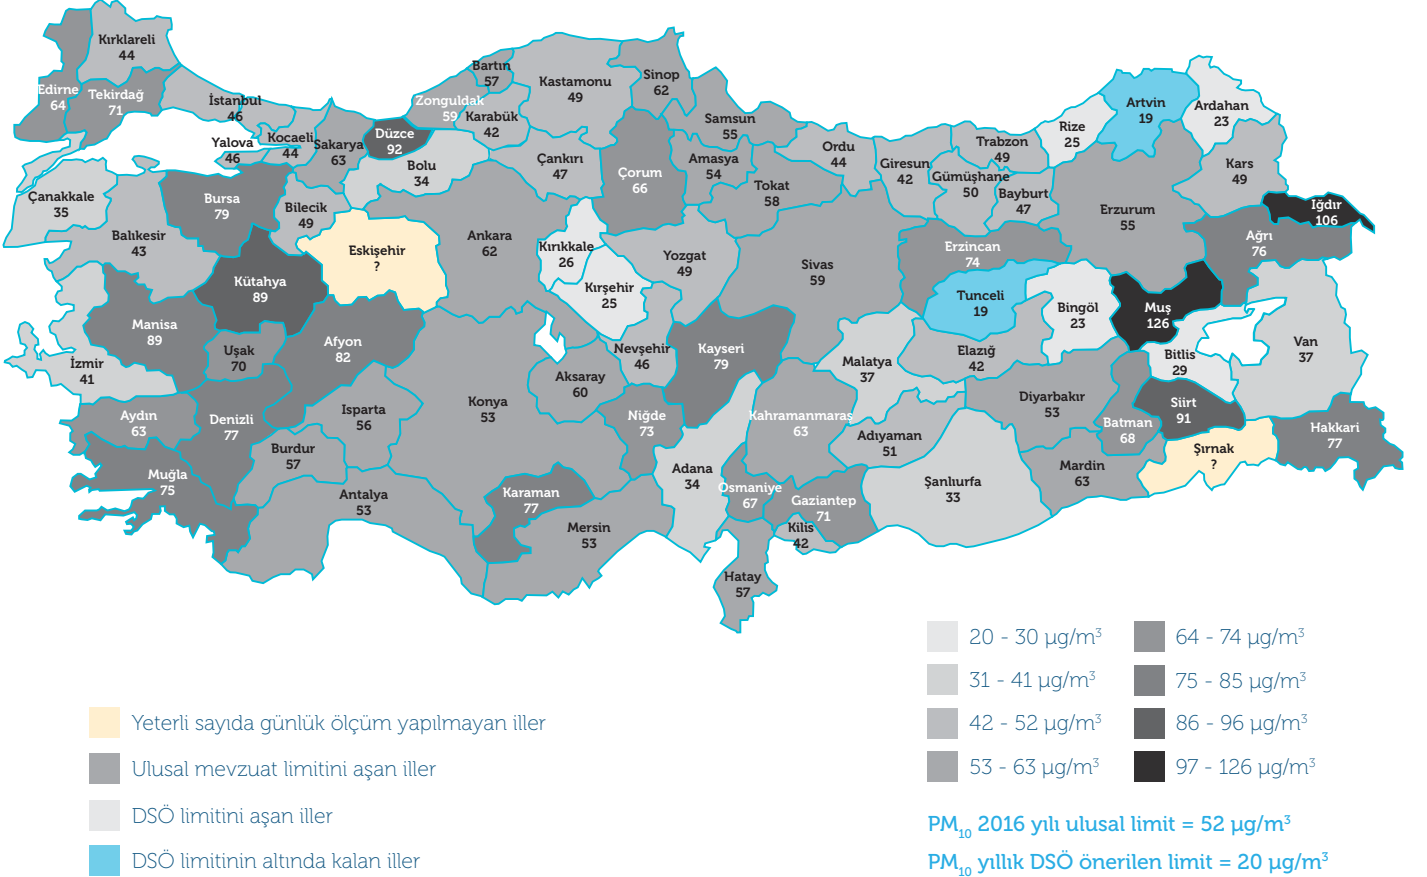 Kırklareli
44
Edirne
64
Tekirdağ
71
İstanbul
46
Yalova
46
Kocaeli
44
Sakarya
63
Düzce
92
Bolu
34
Zonguldak
59
Bartın
57
Karabük
42
Kastamonu
49
Sinop
62
Samsun
55
Çankırı
47
Çorum
66
Amasya
54
Tokat
58
Ordu
44
Giresun
42
Gümüşhane
50
Trabzon
49
Bayburt
47
Rize
25
Artvin
19
Ardahan
23
Kars
49
Iğdır
106
Ağrı
76
Erzurum
55
Erzincan
74
Çanakkale
35
Balıkesir
43
Bursa
79
Bilecik
49
Eskişehir
?
Ankara
62
Kırıkkale
26
Kırşehir
25
Yozgat
49
Sivas
59
Tunceli
19
Bingöl
23
Muş
126
Bitlis
29
Van
37
Kütahya
89
Manisa
89
Uşak
70
Afyon
82
İzmir
41
Nevşehir
46
Kayseri
79
Malatya
37
Elazığ
42
Aksaray
60
Konya
53
Niğde
73
Kahramanmaraş
63
Adıyaman
51
Diyarbakır
53
Batman
68
Siirt
91
Şırnak
?
Hakkari
77
Aydın
63
Denizli
77
Isparta
56
Burdur
57
Muğla
75
Antalya
53
Karaman
77
Mersin
53
Adana
34
Osmaniye
67
Gaziantep
71
Kilis
42
Hatay
57
Şanlıurfa
33
Mardin
63
Yeterli sayıda günlük ölçüm yapılmayan iller
Ulusal mevzuat limitini aşan iller
DSÖ limitini aşan iller
DSÖ limitinin altında kalan iller
20 - 30 µg/m³
31 - 41 µg/m³
42 - 52 µg/m³
53 - 63 µg/m³
64 - 74 µg/m³
75 - 85 µg/m³
86 - 96 µg/m³
97 - 126 µg/m³
PM₁₀ 2016 yılı ulusal limit = 52 µg/m³
PM₁₀ yıllık DSÖ önerilen limit = 20 µg/m³